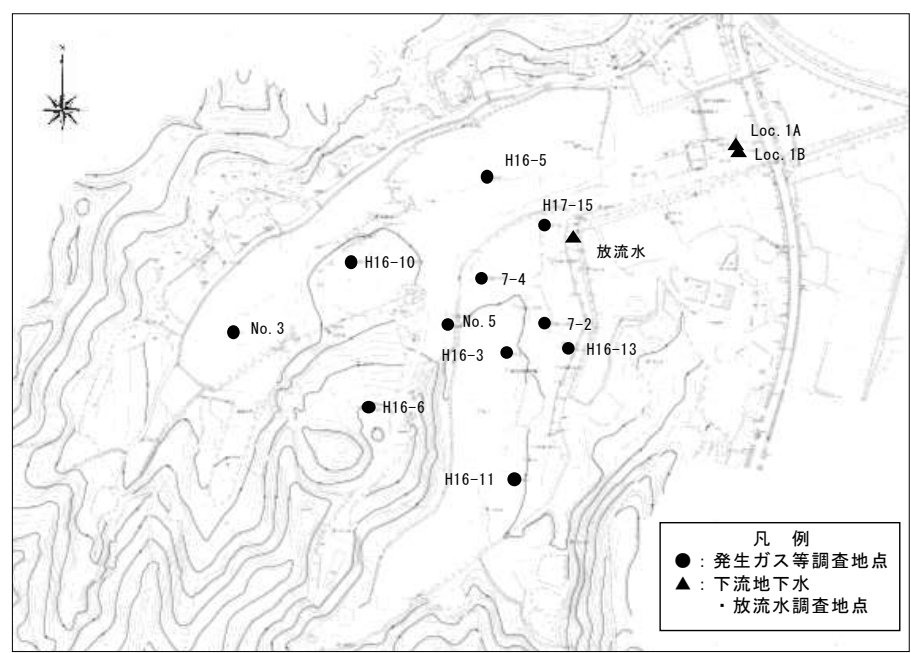 Loc. 1A
Loc. 1B
H16-5
H17-15
放流水
H16-10
7-4
No. 3
No. 5
7-2
H16-3
H16-13
H16-6
H16-11
凡 例
●：発生ガス等調査地点
▲：下流地下水
・放流水調査地点